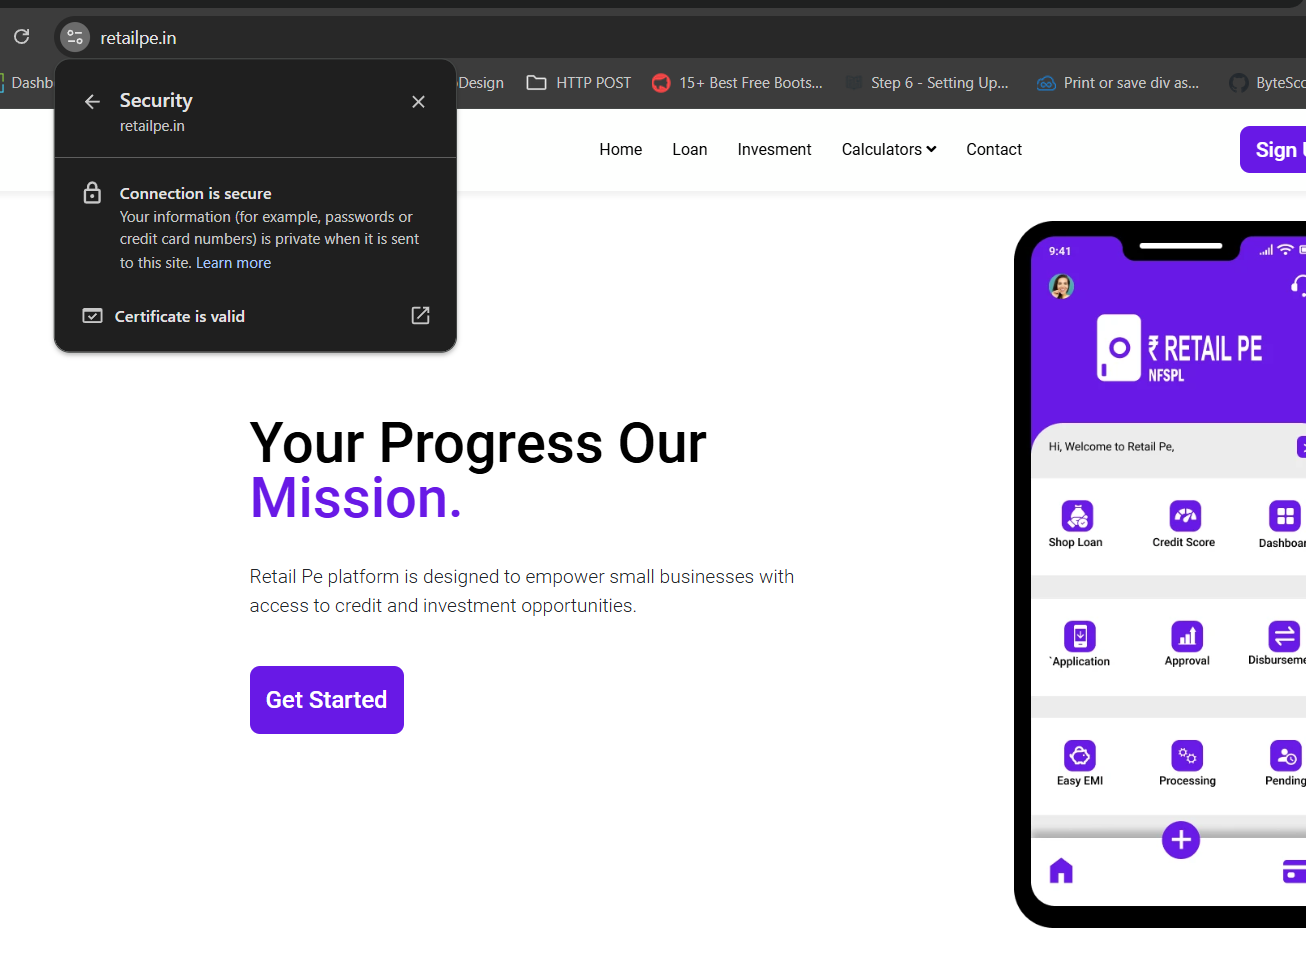 retailpe.in
Dashb
Design
HTTP POST
15+ Best Free Boots...
Step 6 - Setting Up...
Print or save div as...
ByteSco
Security
retailpe.in
Connection is secure
Your information (for example, passwords or
credit card numbers) is private when it is sent
to this site. Learn more
Certificate is valid
Home
Loan
Invesment
Calculators
Contact
Sign U
Your Progress Our
Mission.
Retail Pe platform is designed to empower small businesses with
access to credit and investment opportunities.
Get Started
9:41
₹ RETAIL PE
NFSPL
Hi, Welcome to Retail Pe,
Shop Loan
Credit Score
Dashboar
`Application
Approval
Disburseme
Easy EMI
Processing
Pending